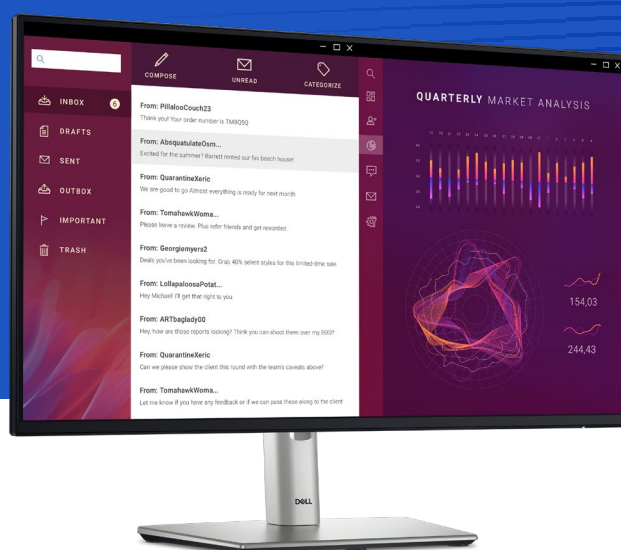 COMPOSE
UNREAD
CATEGORIZE
INBOX 6
DRAFTS
SENT
OUTBOX
IMPORTANT
TRASH
From: PillalooCouch23
Thank you! Your order number is
From: AbsquatulateOsm...
Excited for the summer? Barrett rented our fav beach house!
From: QuarantineXeric
We are good to go Almost everything is ready for next month
From: TomahawkWoma...
Please leave a review. Plus refer friends and get rewarded.
From: Georgiemyers2
Deals you've been looking for: Grab 40% select styles for this limited-time sale
From: LollapaloosaPotat...
Hey Michael! I'll get that right to you.
From: ARTbaglady00
Hey, how are those reports looking? Think you can shoot them over my
From: QuarantineXeric
Can we please show the client this round with the team's caveats above?
From: TomahawkWoma...
Let me know if you have any feedback or if we can pass these along to the client
QUARTERLY MARKET ANALYSIS
154,03
244,43
DELL